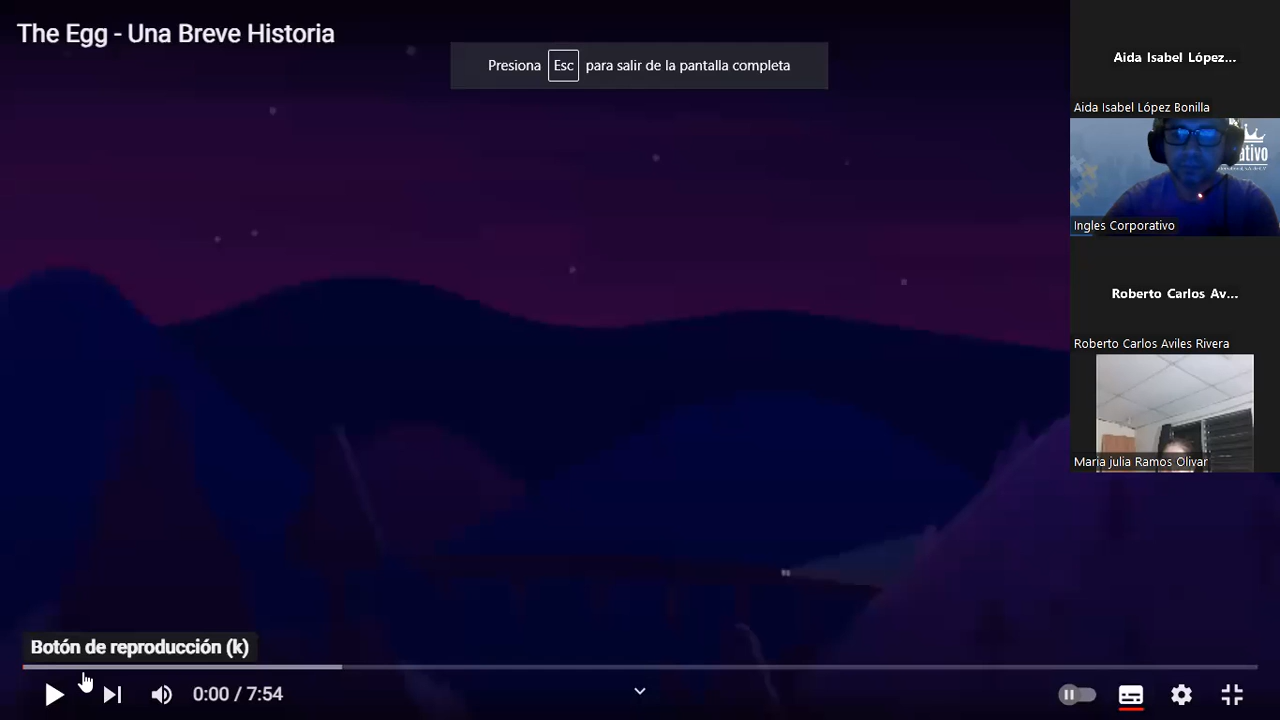 The Egg - Una Breve Historia
Presiona Esc para salir de la pantalla completa
Aida Isabel López...
Aida Isabel López Bonilla
Ingles Corporativo
Roberto Carlos Av...
Roberto Carlos Aviles Rivera
Maria julia Ramos Olivar
Botón de reproducción (k)
0:00 / 7:54